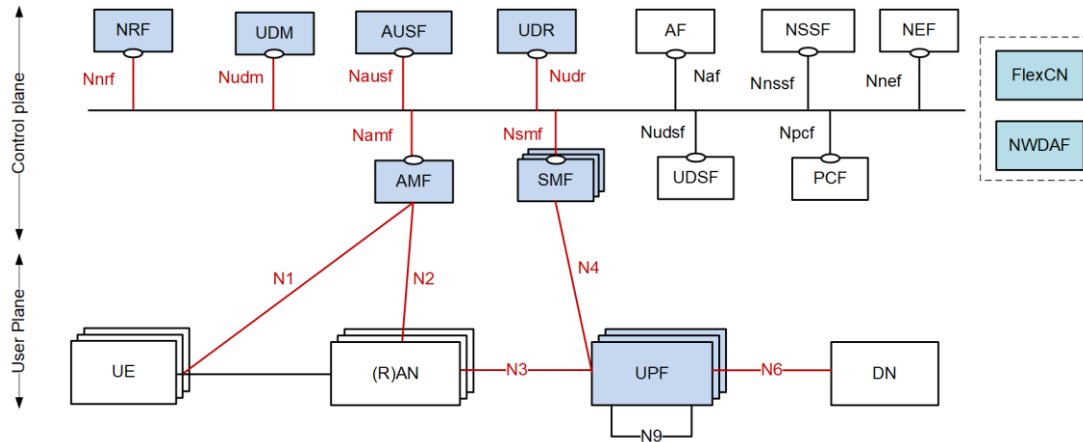 Control plane
User Plane
NRF
UDM
AUSF
UDR
AF
NSSF
NEF
FlexCN
Nnrf
Nudm
Nausf
Nudr
Naf
Nnssf
Nnef
Namf
Nsmf
Nudsf
Npcf
NWDAF
AMF
SMF
UDSF
PCF
N1
N2
N4
UE
(R)AN
N3
UPF
N6
DN
N9